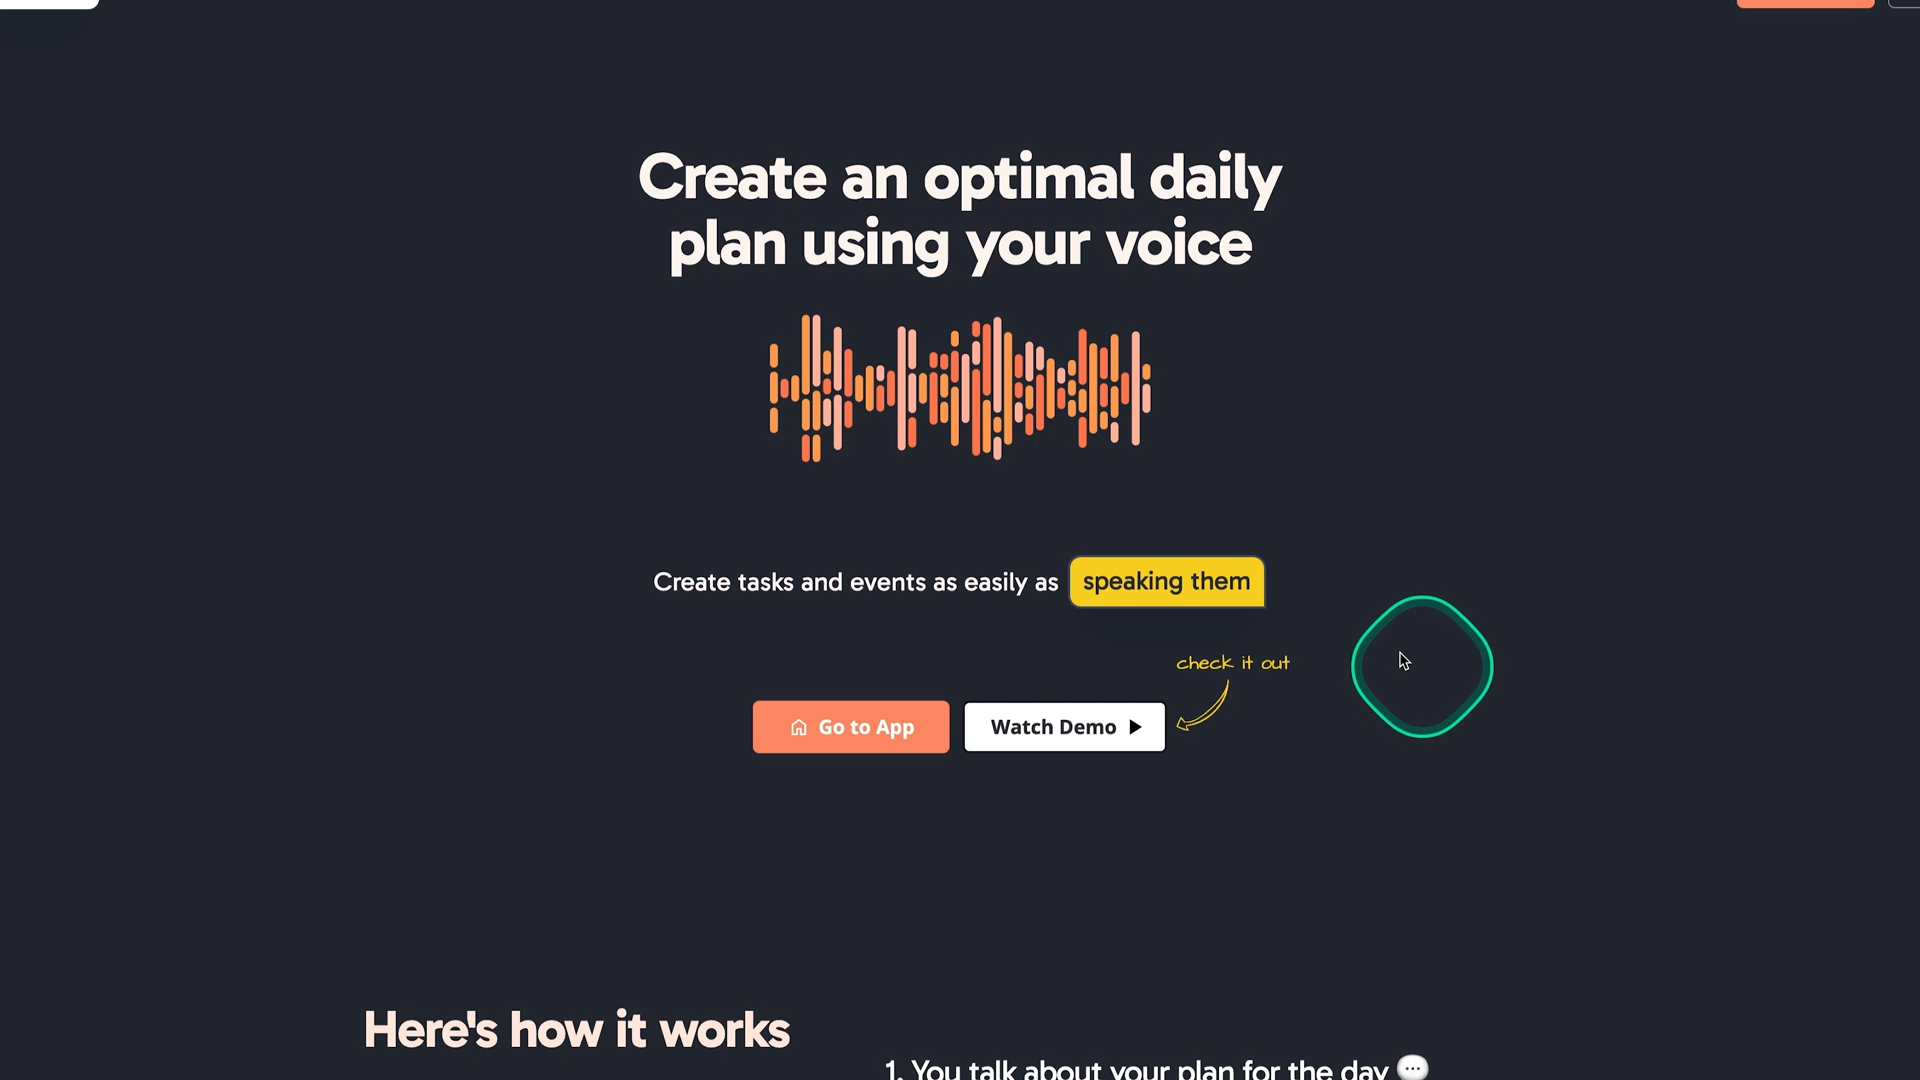 Create an optimal daily
plan using your voice
Create tasks and events as easily as speaking them
check it out
Go to App
Watch Demo
Here's how it works
1. You talk about your plan for the day